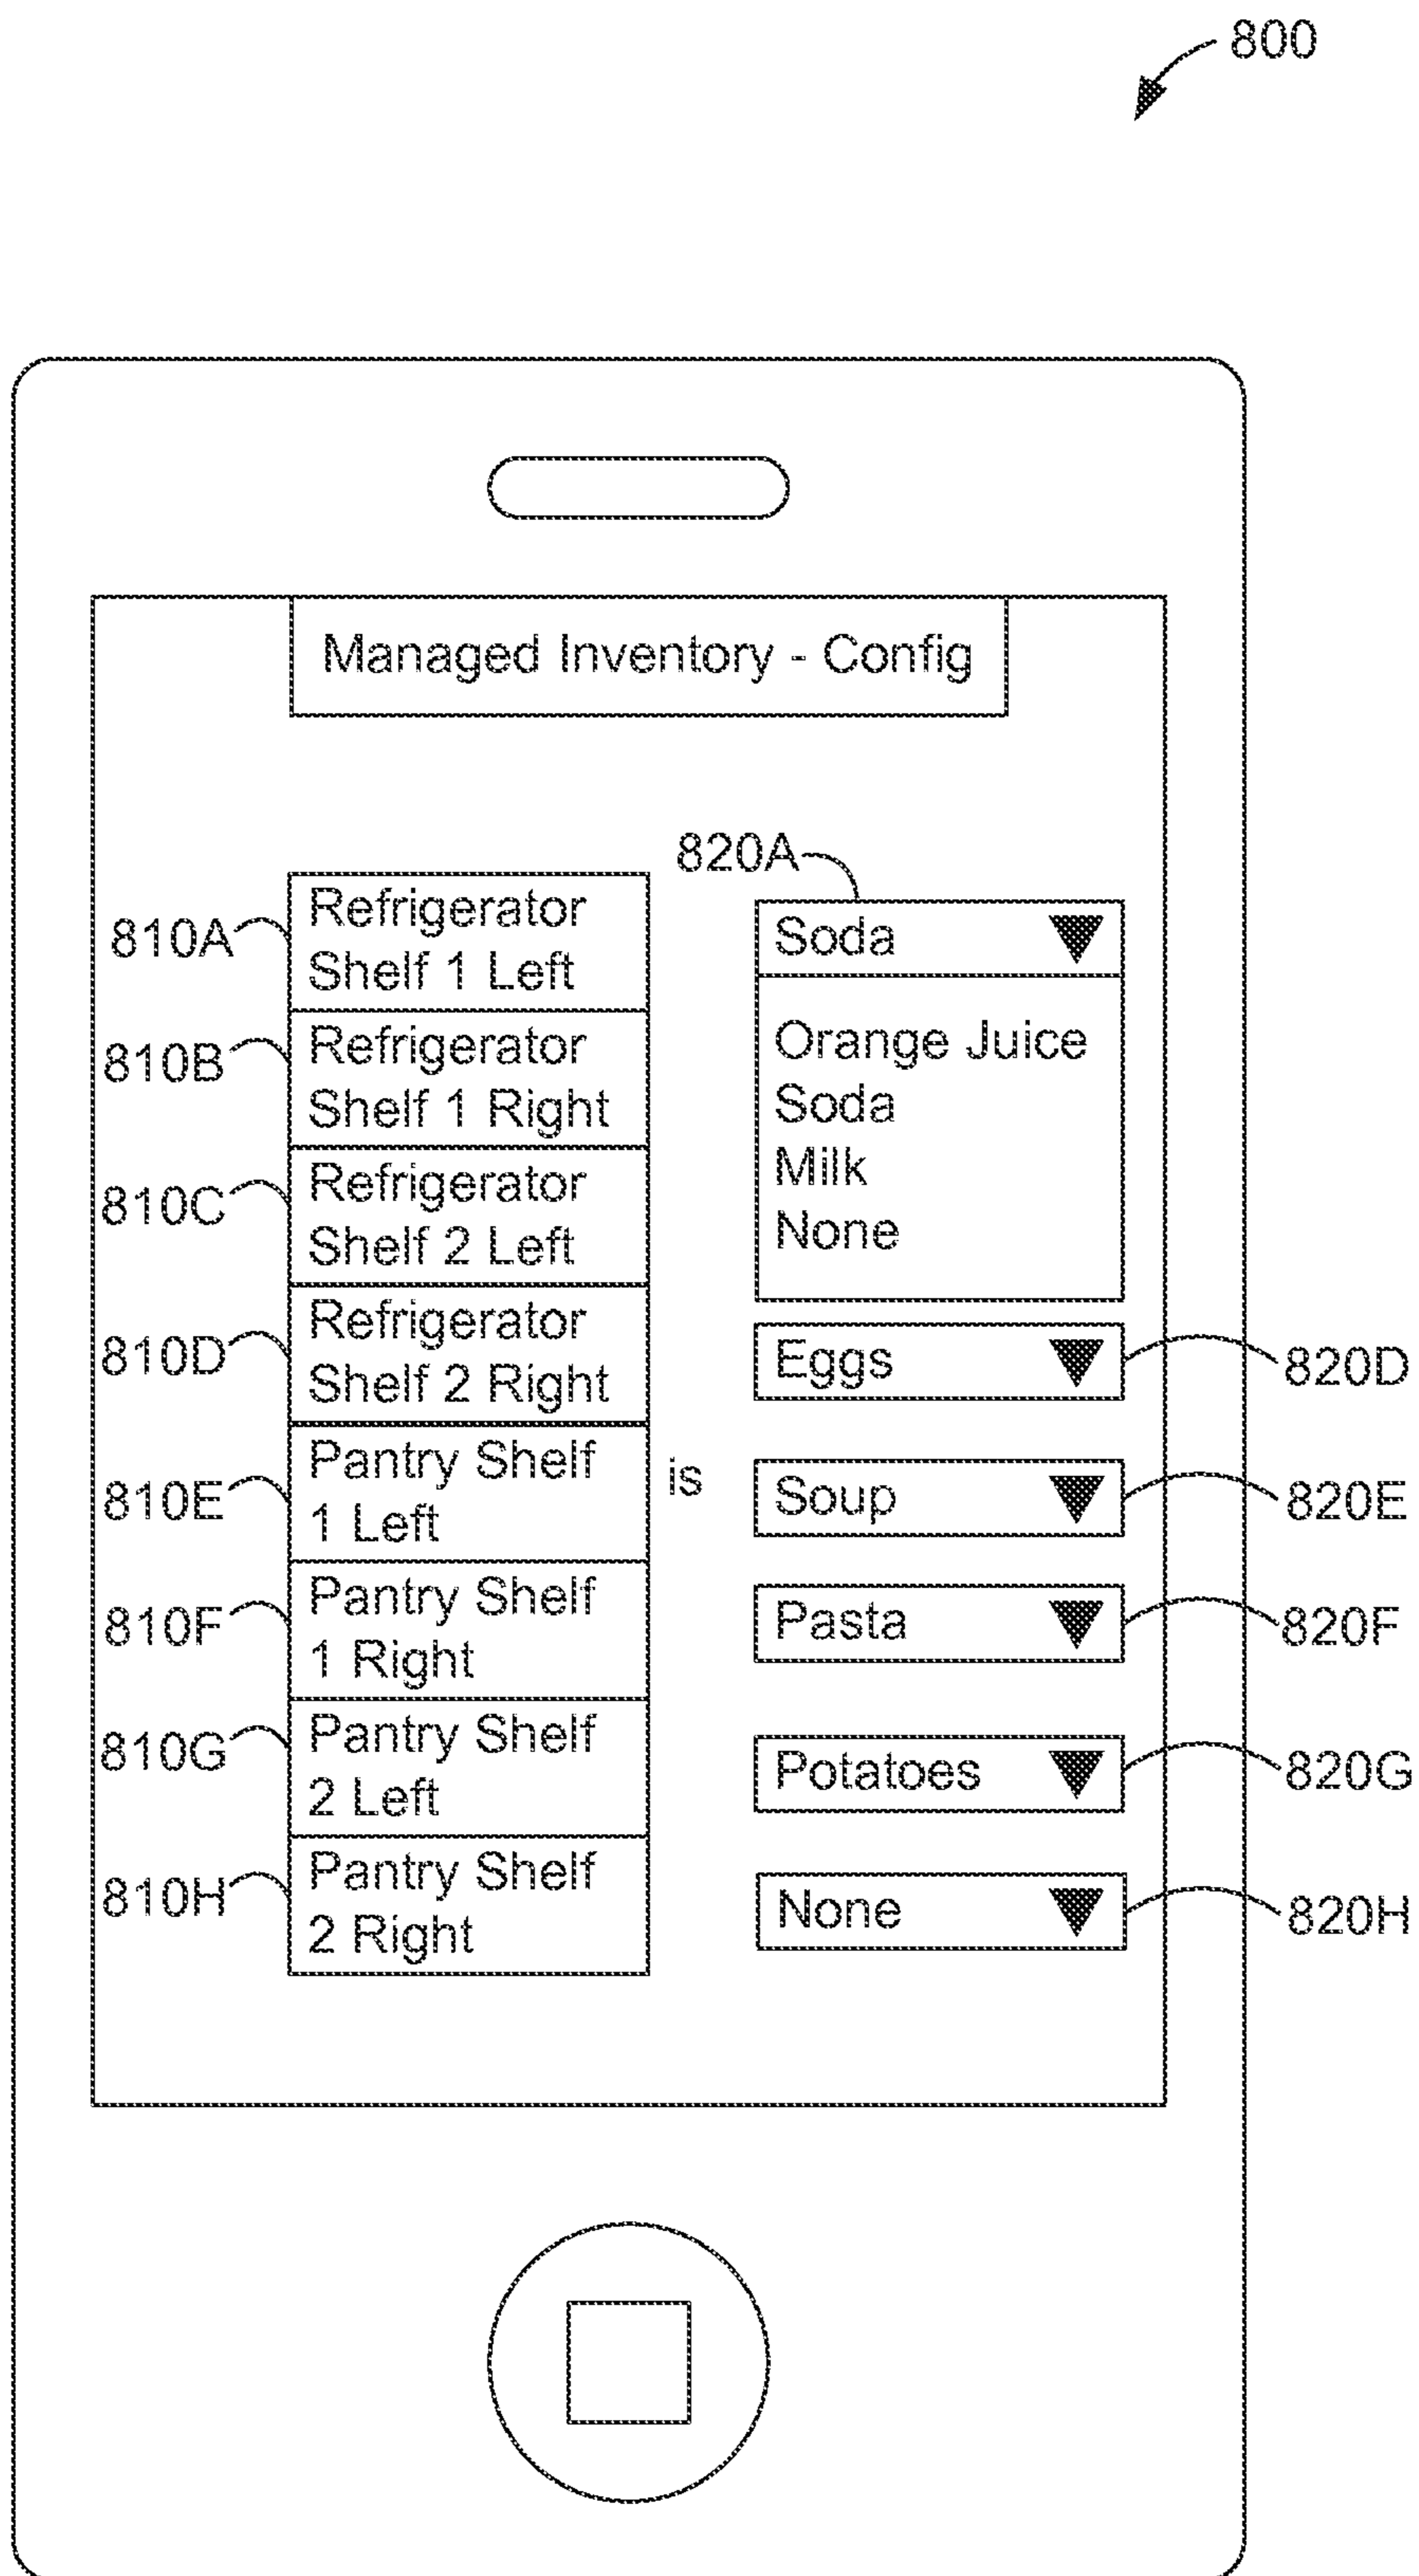 800
Managed Inventory - Config
820A
810A
Refrigerator
Shelf 1 Left
Soda
810B
Refrigerator
Shelf 1 Right
Orange Juice
Soda
Milk
None
810C
Refrigerator
Shelf 2 Left
810D
Refrigerator
Shelf 2 Right
Eggs
820D
810E
Pantry Shelf
1 Left
is
Soup
820E
810F
Pantry Shelf
1 Right
Pasta
820F
810G
Pantry Shelf
2 Left
Potatoes
820G
810H
Pantry Shelf
2 Right
None
820H